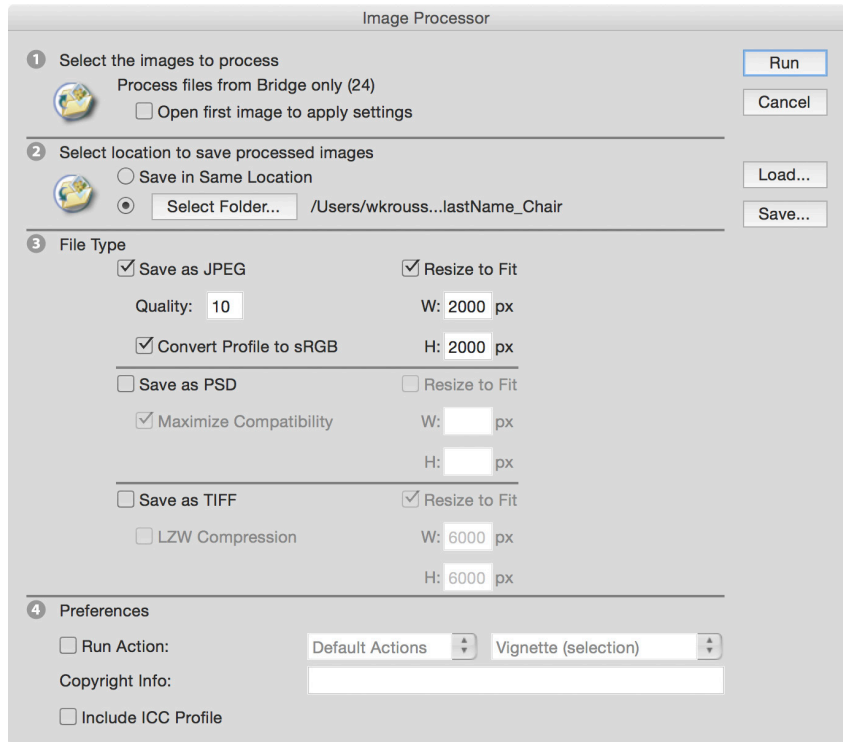 Image Processor
1 Select the images to process
Process files from Bridge only (24)
Open first image to apply settings
Run
Cancel
2 Select location to save processed images
Save in Same Location
Select Folder... /Users/wkrouss...lastName_Chair
Load...
Save...
3 File Type
Save as JPEG Resize to Fit
Quality: 10 W: 2000 px
Convert Profile to sRGB H: 2000 px
Save as PSD Resize to Fit
Maximize Compatibility W: px
H: px
Save as TIFF Resize to Fit
LZW Compression W: 6000 px
H: 6000 px
4 Preferences
Run Action: Default Actions Vignette (selection)
Copyright Info:
Include ICC Profile